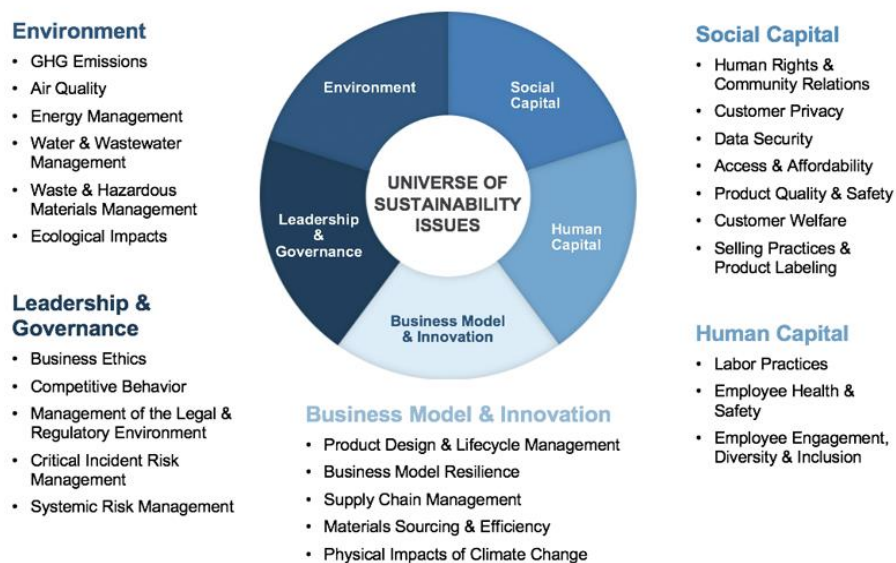 Environment
• GHG Emissions
• Air Quality
• Energy Management
• Water & Wastewater
Management
• Waste & Hazardous
Materials Management
• Ecological Impacts
Leadership &
Governance
• Business Ethics
• Competitive Behavior
• Management of the Legal &
Regulatory Environment
• Critical Incident Risk
Management
• Systemic Risk Management
Environment
Social
Capital
UNIVERSE OF
SUSTAINABILITY
ISSUES
Leadership
&
Governance
Human
Capital
Business Model
& Innovation
Business Model & Innovation
• Product Design & Lifecycle Management
• Business Model Resilience
• Supply Chain Management
• Materials Sourcing & Efficiency
• Physical Impacts of Climate Change
Social Capital
• Human Rights &
Community Relations
• Customer Privacy
• Data Security
• Access & Affordability
• Product Quality & Safety
• Customer Welfare
• Selling Practices &
Product Labeling
Human Capital
• Labor Practices
• Employee Health &
Safety
• Employee Engagement,
Diversity & Inclusion